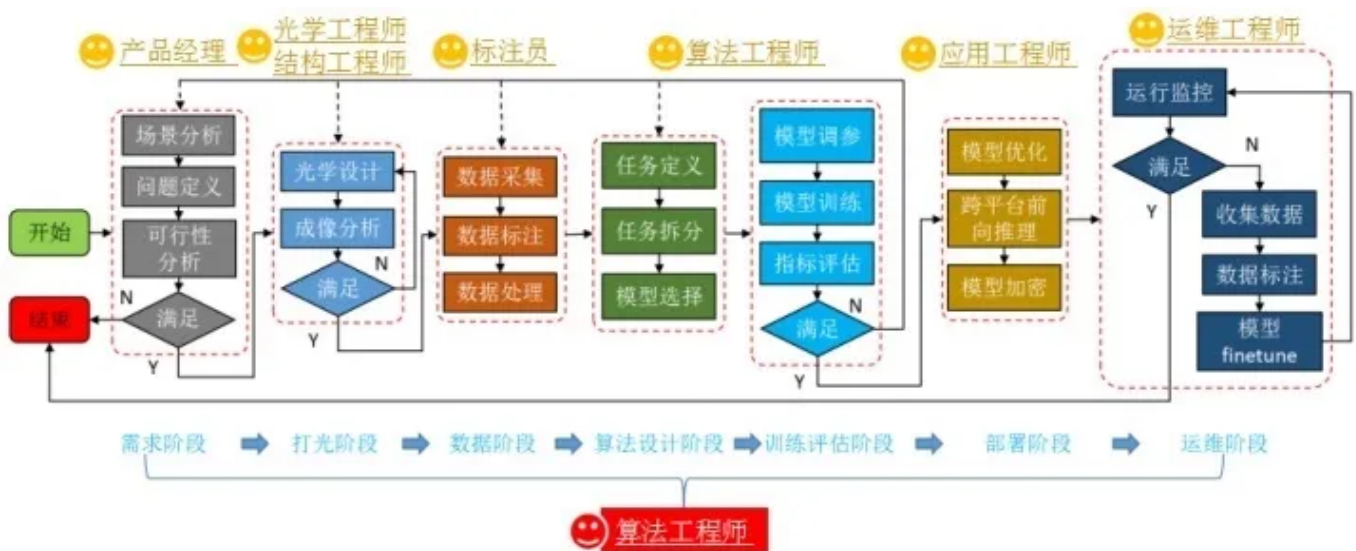 产品经理
光学工程师
结构工程师
标注员
算法工程师
应用工程师
运维工程师
开始
结束
场景分析
问题定义
可行性
分析
满足
N
Y
光学设计
成像分析
满足
N
Y
数据采集
数据标注
数据处理
任务定义
任务拆分
模型选择
模型调参
模型训练
指标评估
满足
N
Y
模型优化
跨平台前
向推理
模型加密
运行监控
满足
N
Y
收集数据
数据标注
模型
finetune
需求阶段
打光阶段
数据阶段
算法设计阶段
训练评估阶段
部署阶段
运维阶段
算法工程师